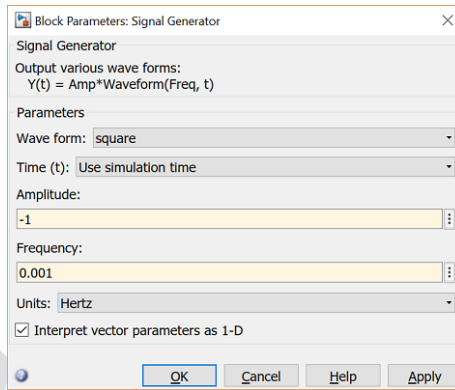 Block Parameters: Signal Generator
Signal Generator
Output various wave forms:
Y(t) = Amp*Waveform(Freq, t)
Parameters
Wave form: square
Time (t): Use simulation time
Amplitude:
-1
Frequency:
0.001
Units: Hertz
Interpret vector parameters as 1-D
OK Cancel Help Apply